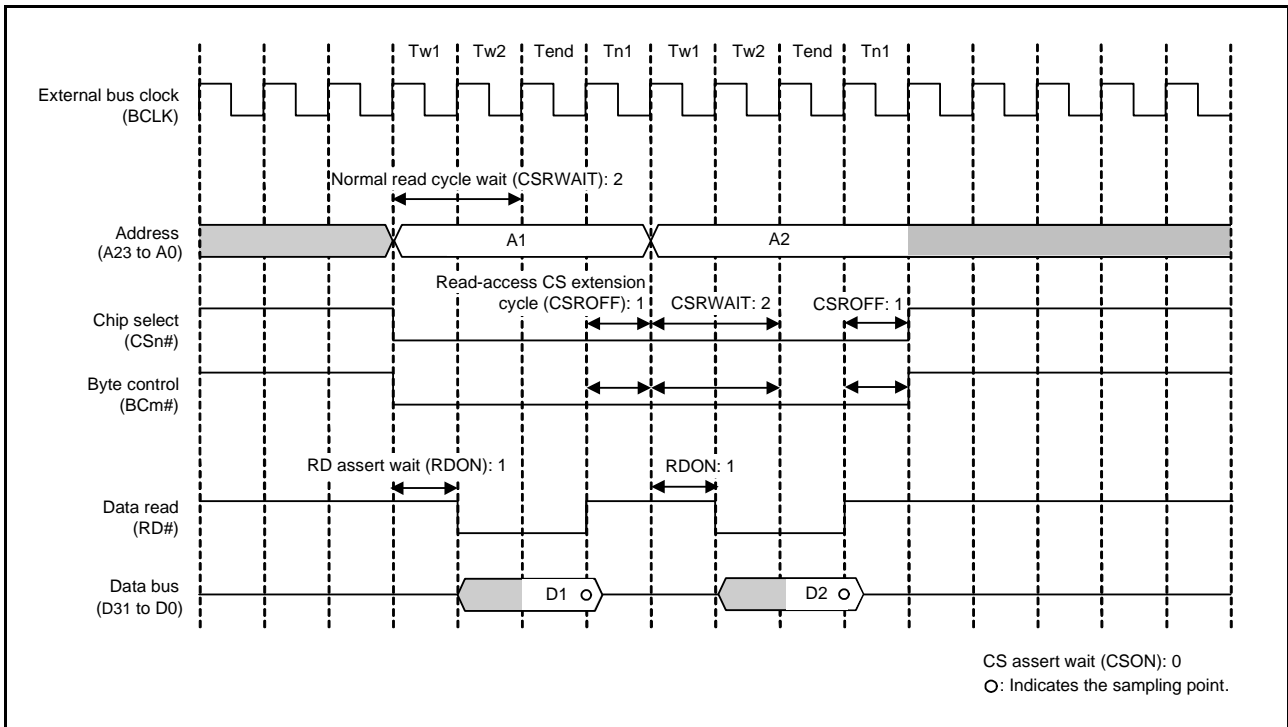 Tw1 Tw2 Tend Tn1 Tw1 Tw2 Tend Tn1
External bus clock
(BCLK)
Normal read cycle wait (CSRWAIT): 2
Address
(A23 to A0)
A1 A2
Read-access CS extension
cycle (CSROFF): 1 CSRWAIT: 2 CSROFF: 1
Chip select
(CSn#)
Byte control
(BCm#)
RD assert wait (RDON): 1 RDON: 1
Data read
(RD#)
Data bus
(D31 to D0)
D1 D2
CS assert wait (CSON): 0
O: Indicates the sampling point.